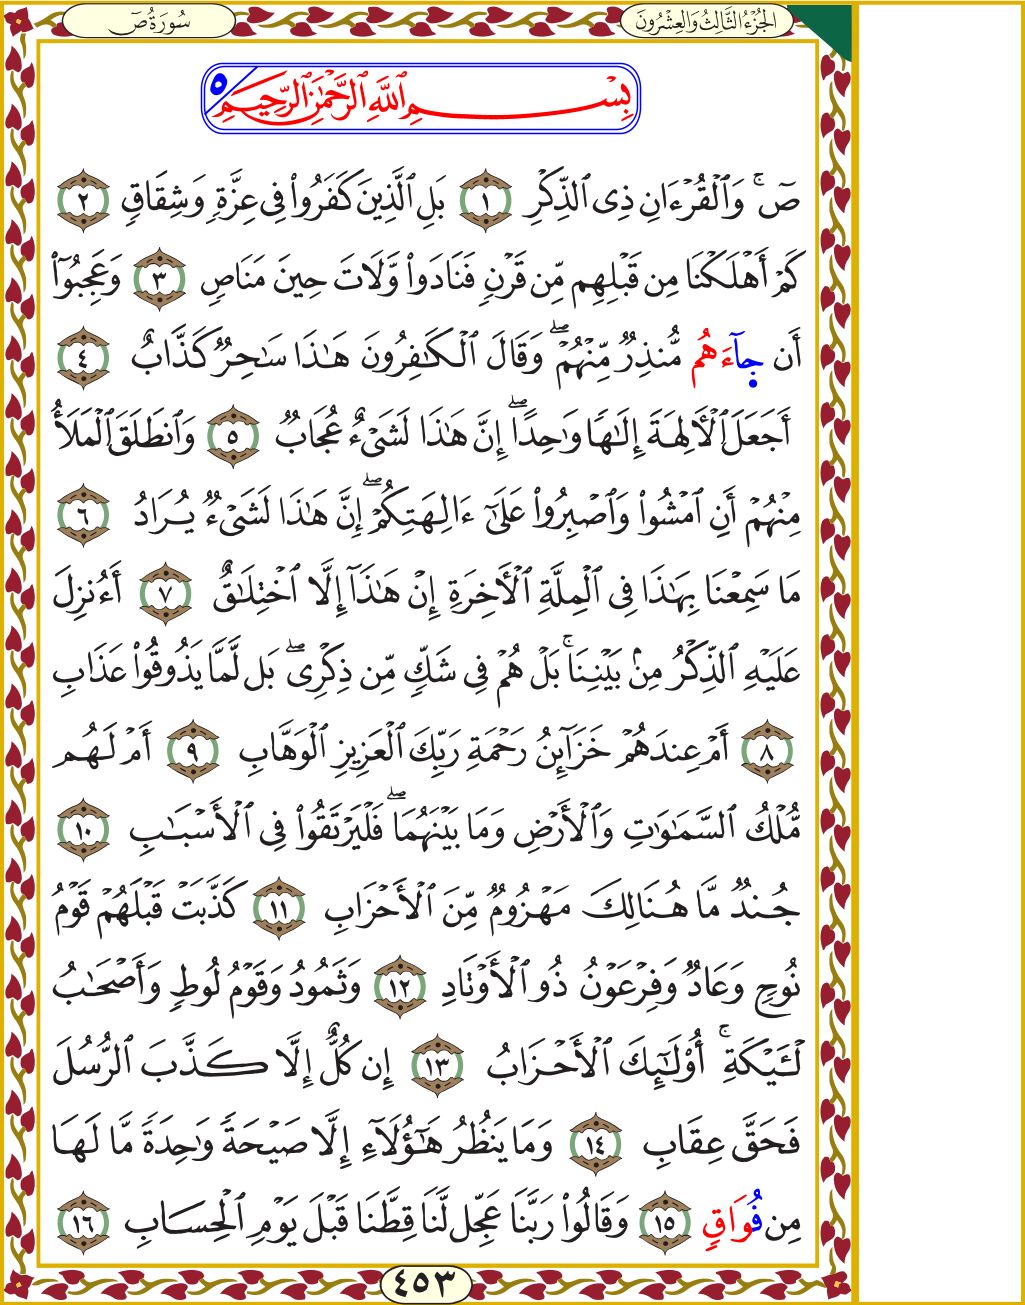 سُورَةُ صٓ
الجُزْءُ الثَّالِثُ وَالعِشْرُونَ
بِسْمِ ٱللَّهِ ٱلرَّحْمَٰنِ ٱلرَّحِيمِ ٥
صٓۚ وَٱلْقُرْءَانِ ذِى ٱلذِّكْرِ ١ بَلِ ٱلَّذِينَ كَفَرُوا۟ فِى عِزَّةٍۢ وَشِقَاقٍۢ ٢
كَمْ أَهْلَكْنَا مِن قَبْلِهِم مِّن قَرْنٍۢ فَنَادَوا۟ وَّلَاتَ حِينَ مَنَاصٍۢ ٣ وَعَجِبُوٓا۟
أَن جَآءَهُم مُّنذِرٌۭ مِّنْهُمْۖ وَقَالَ ٱلْكَٰفِرُونَ هَٰذَا سَٰحِرٌۭ كَذَّابٌ ٤
أَجَعَلَ ٱلْأَلِهَةَ إِلَٰهًا وَٰحِدًاۖ إِنَّ هَٰذَا لَشَىْءٌ عُجَابٌۭ ٥ وَٱنطَلَقَ ٱلْمَلَأُ
مِنْهُمْ أَنِ ٱمْشُوا۟ وَٱصْبِرُوا۟ عَلَىٰٓ ءَالِهَتِكُمْۖ إِنَّ هَٰذَا لَشَىْءٌۭ يُرَادُ ٦
مَا سَمِعْنَا بِهَٰذَا فِى ٱلْمِلَّةِ ٱلْأَخِرَةِ إِنْ هَٰذَآ إِلَّا ٱخْتِلَٰقٌ ٧ أَءُنزِلَ
عَلَيْهِ ٱلذِّكْرُ مِنۢ بَيْنِنَاۚ بَلْ هُمْ فِى شَكٍّۢ مِّن ذِكْرِىۖ بَل لَّمَّا يَذُوقُوا۟ عَذَابِ
٨ أَمْ عِندَهُمْ خَزَآئِنُ رَحْمَةِ رَبِّكَ ٱلْعَزِيزِ ٱلْوَهَّابِ ٩ أَمْ لَهُم
مُّلْكُ ٱلسَّمَٰوَٰتِ وَٱلْأَرْضِ وَمَا بَيْنَهُمَاۖ فَلْيَرْتَقُوا۟ فِى ٱلْأَسْبَٰبِ ١٠
جُندٌۭ مَّا هُنَالِكَ مَهْزُومٌۭ مِّنَ ٱلْأَحْزَابِ ١١ كَذَّبَتْ قَبْلَهُمْ قَوْمُ
نُوحٍۢ وَعَادٌۭ وَفِرْعَوْنُ ذُو ٱلْأَوْتَادِ ١٢ وَثَمُودُ وَقَوْمُ لُوطٍۢ وَأَصْحَٰبُ
لْـَٔيْكَةِۚ أُو۟لَٰٓئِكَ ٱلْأَحْزَابُ ١٣ إِن كُلٌّ إِلَّا كَذَّبَ ٱلرُّسُلَ
فَحَقَّ عِقَابِ ١٤ وَمَا يَنظُرُ هَٰٓؤُلَآءِ إِلَّا صَيْحَةًۭ وَٰحِدَةًۭ مَّا لَهَا
مِن فُوَاقٍۢ ١٥ وَقَالُوا۟ رَبَّنَا عَجِّل لَّنَا قِطَّنَا قَبْلَ يَوْمِ ٱلْحِسَابِ ١٦
٤٥٣